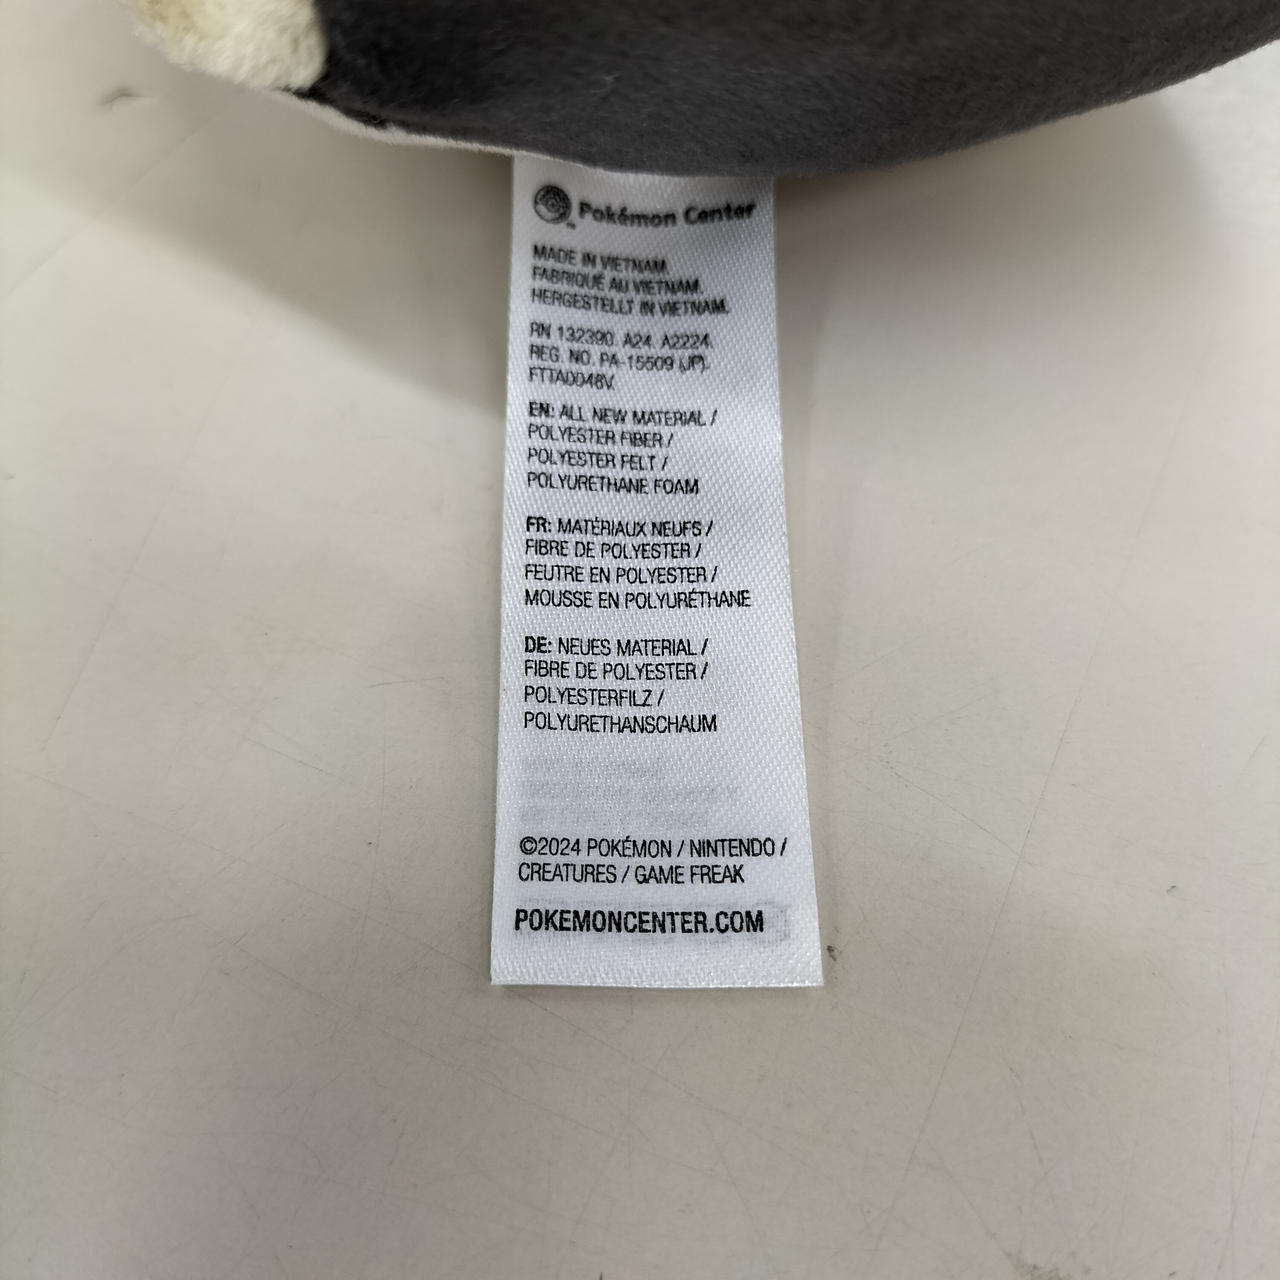 Pokémon Center
MADE IN VIETNAM.
FABRIQUÉ AU VIETNAM.
HERGESTELLT IN VIETNAM.
RN 132390. A24. A2224.
REG. NO. PA-15509 (JP).
FTTA0048V.
EN: ALL NEW MATERIAL /
POLYESTER FIBER /
POLYESTER FELT /
POLYURETHANE FOAM
FR: MATÉRIAUX NEUFS /
FIBRE DE POLYESTER /
FEUTRE EN POLYESTER /
MOUSSE EN POLYURÉTHANE
DE: NEUES MATERIAL /
FIBRE DE POLYESTER /
POLYESTERFILZ /
POLYURETHANSCHAUM
©2024 POKÉMON / NINTENDO /
CREATURES / GAME FREAK
POKEMONCENTER.COM